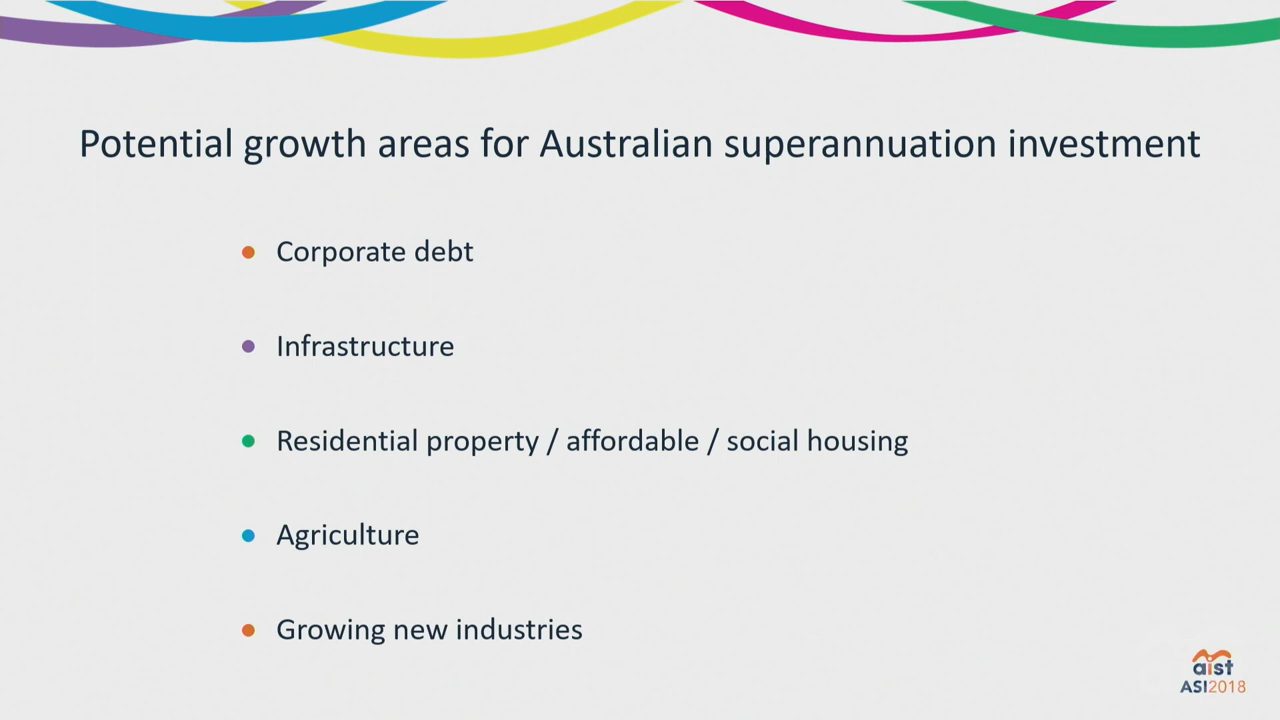 Potential growth areas for Australian superannuation investment
Corporate debt
Infrastructure
Residential property / affordable / social housing
Agriculture
Growing new industries
aist
ASI2018